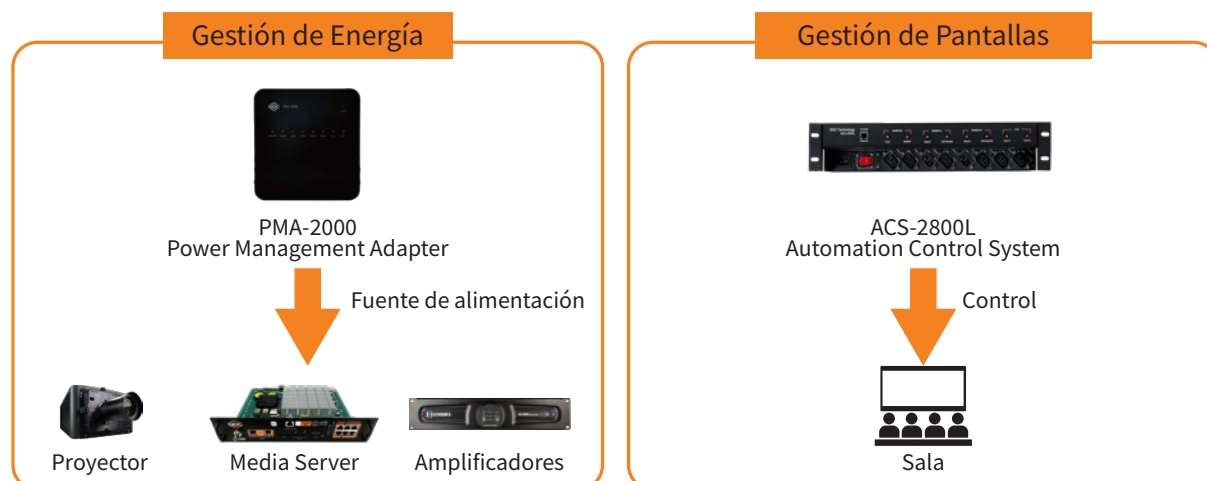 Gestión de Energía
PMA-2000
Power Management Adapter
Fuente de alimentación
Proyector
Media Server
Amplificadores
Gestión de Pantallas
ACS-2800L
Automation Control System
Control
Sala